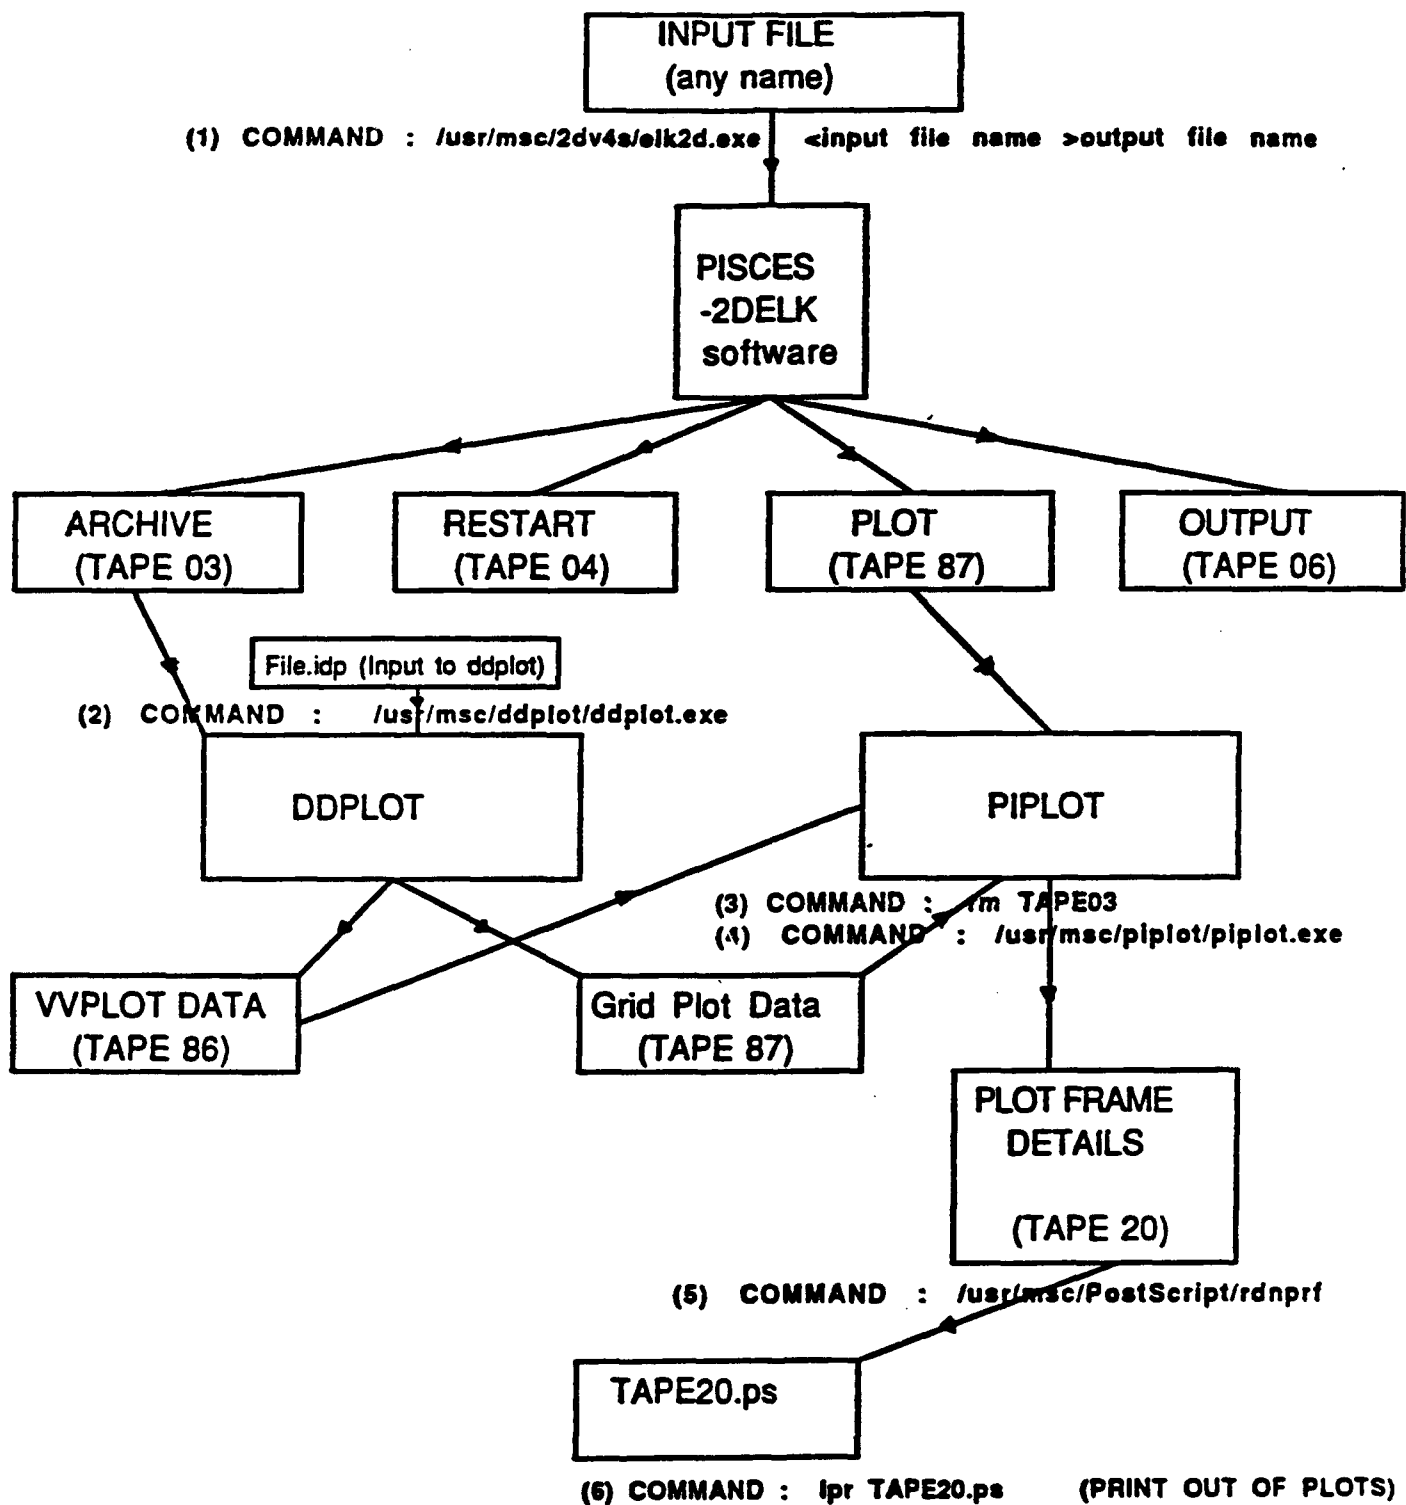 INPUT FILE
(any name)
(1) COMMAND : /usr/msc/2dv4s/elk2d.exe <input file name >output file name
PISCES
-2DELK
software
ARCHIVE
(TAPE 03)
RESTART
(TAPE 04)
PLOT
(TAPE 87)
OUTPUT
(TAPE 06)
File.idp (Input to ddplot)
(2) COMMAND : /usr/msc/ddplot/ddplot.exe
DDPLOT
PIPLOT
(3) COMMAND : rm TAPE03
(4) COMMAND : /usr/msc/piplot/piplot.exe
VVPLOT DATA
(TAPE 86)
Grid Plot Data
(TAPE 87)
PLOT FRAME
DETAILS
(TAPE 20)
(5) COMMAND : /usr/msc/PostScript/rdnprf
TAPE20.ps
(6) COMMAND : lpr TAPE20.ps (PRINT OUT OF PLOTS)